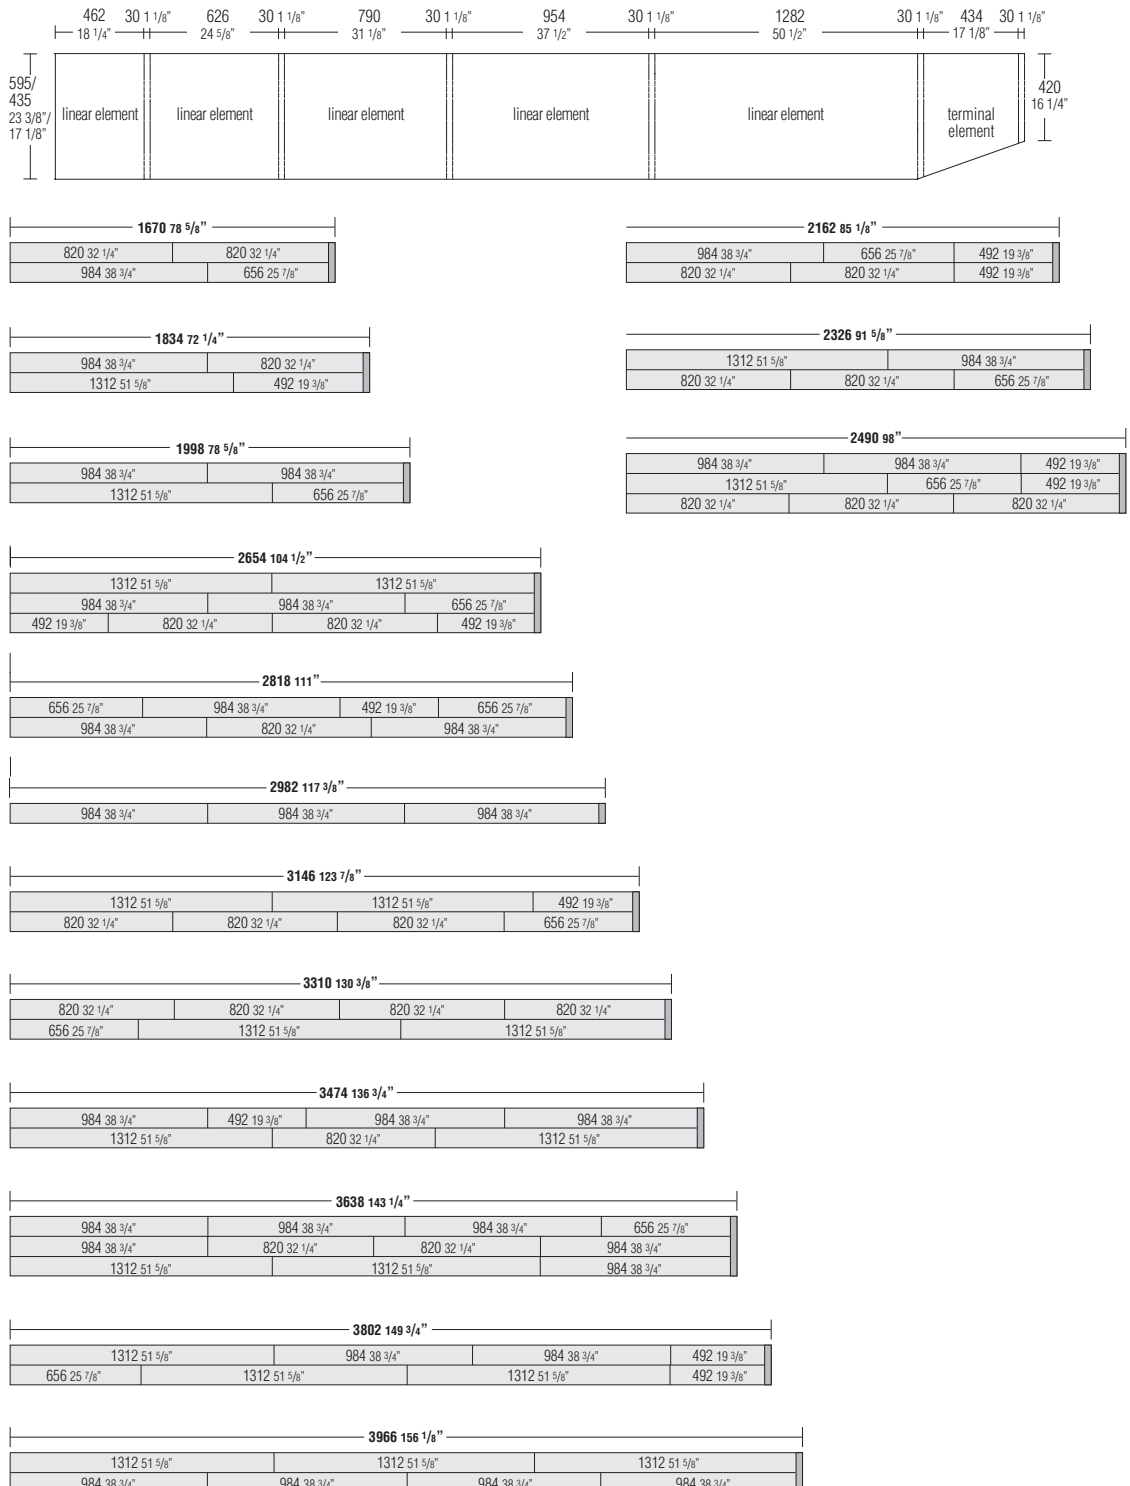 462 30 1 1/8" 626 30 1 1/8" 790 30 1 1/8" 954 30 1 1/8" 1282 30 1 1/8" 434 30 1 1/8"
18 1/4" 24 5/8" 31 1/8" 37 1/2" 50 1/2" 17 1/8"
595/
435
23 3/8"/
17 1/8"
linear element linear element linear element linear element linear element terminal
element
420
16 1/4"
1670 78 5/8"
820 32 1/4" 820 32 1/4"
984 38 3/4" 656 25 7/8"
2162 85 1/8"
984 38 3/4" 656 25 7/8" 492 19 3/8"
820 32 1/4" 820 32 1/4" 492 19 3/8"
1834 72 1/4"
984 38 3/4" 820 32 1/4"
1312 51 5/8" 492 19 3/8"
2326 91 5/8"
1312 51 5/8" 984 38 3/4"
820 32 1/4" 820 32 1/4" 656 25 7/8"
1998 78 5/8"
984 38 3/4" 984 38 3/4"
1312 51 5/8" 656 25 7/8"
2490 98"
984 38 3/4" 984 38 3/4" 492 19 3/8"
1312 51 5/8" 656 25 7/8" 492 19 3/8"
820 32 1/4" 820 32 1/4" 820 32 1/4"
2654 104 1/2"
1312 51 5/8" 1312 51 5/8"
984 38 3/4" 984 38 3/4" 656 25 7/8"
492 19 3/8" 820 32 1/4" 820 32 1/4" 492 19 3/8"
2818 111"
656 25 7/8" 984 38 3/4" 492 19 3/8" 656 25 7/8"
984 38 3/4" 820 32 1/4" 984 38 3/4"
2982 117 3/8"
984 38 3/4" 984 38 3/4" 984 38 3/4"
3146 123 7/8"
1312 51 5/8" 1312 51 5/8" 492 19 3/8"
820 32 1/4" 820 32 1/4" 820 32 1/4" 656 25 7/8"
3310 130 3/8"
820 32 1/4" 820 32 1/4" 820 32 1/4" 820 32 1/4"
656 25 7/8" 1312 51 5/8" 1312 51 5/8"
3474 136 3/4"
984 38 3/4" 492 19 3/8" 984 38 3/4" 984 38 3/4"
1312 51 5/8" 820 32 1/4" 1312 51 5/8"
3638 143 1/4"
984 38 3/4" 984 38 3/4" 984 38 3/4" 656 25 7/8"
984 38 3/4" 820 32 1/4" 820 32 1/4" 984 38 3/4"
1312 51 5/8" 1312 51 5/8" 984 38 3/4"
3802 149 3/4"
1312 51 5/8" 984 38 3/4" 984 38 3/4" 492 19 3/8"
656 25 7/8" 1312 51 5/8" 1312 51 5/8" 492 19 3/8"
3966 156 1/8"
1312 51 5/8" 1312 51 5/8" 1312 51 5/8"
984 38 3/4" 984 38 3/4" 984 38 3/4" 984 38 3/4"